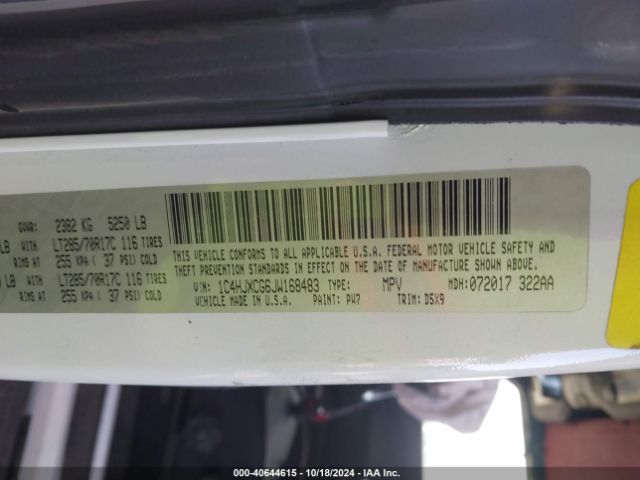 GVWR: 2382 KG 5250 LB
LB WITH LT285/70R17C 116 TIRES
RIMS AT 255 KPA ( 37 PSI) COLD
LB WITH LT285/70R17C 116 TIRES
RIMS AT 255 KPA ( 37 PSI) COLD
THIS VEHICLE CONFORMS TO ALL APPLICABLE U.S.A. FEDERAL MOTOR VEHICLE SAFETY AND
THEFT PREVENTION STANDARDS IN EFFECT ON THE DATE OF MANUFACTURE SHOWN ABOVE.
VIN: 1C4HJXCG6JW168483 TYPE: MPV MDH: 072017 322AA
VEHICLE MADE IN U.S.A. PAINT: PW7 TRIM: D5X9
000-40644615 - 10/18/2024 - IAA Inc.